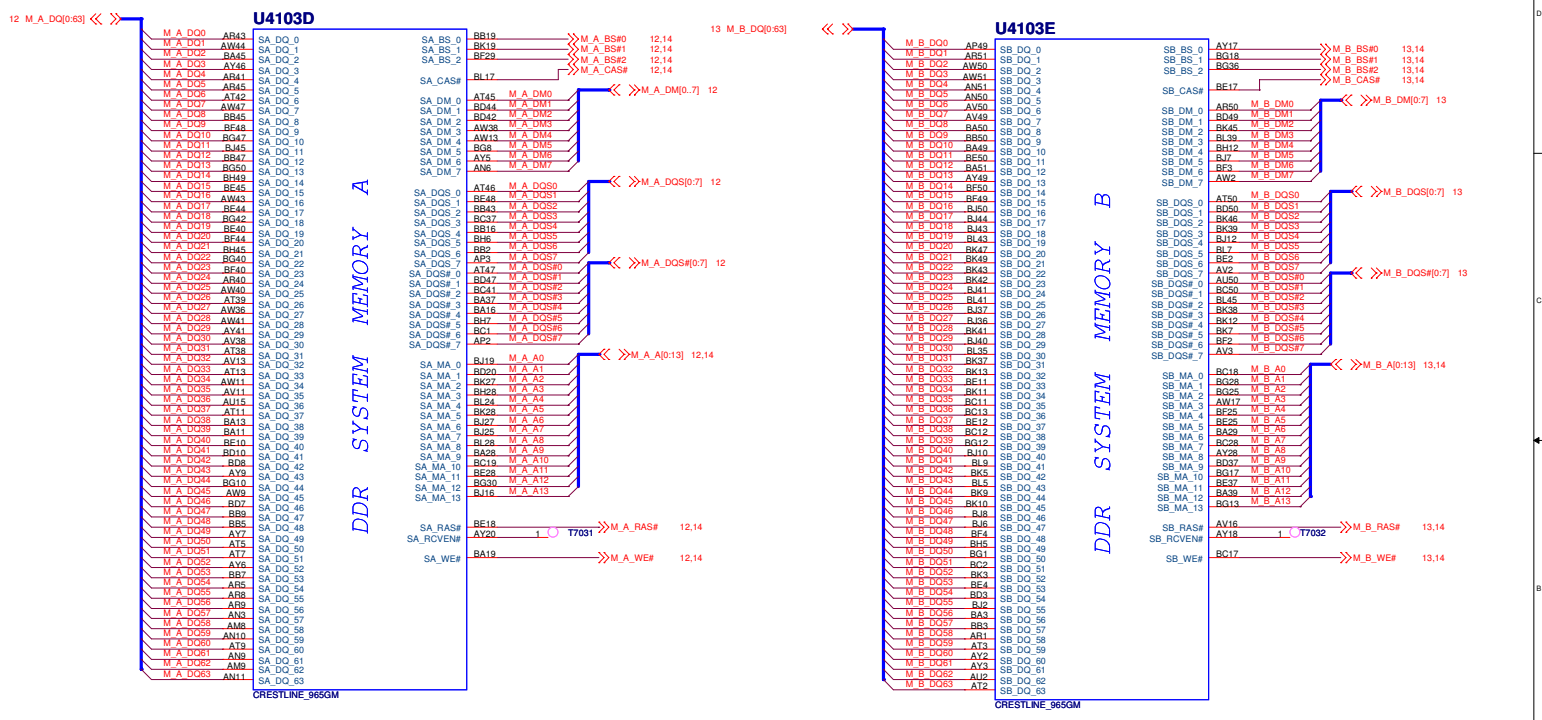 12 M_A_DQ[0:63]
U4103D
M_A_DQ0 AR43 SA_DQ_0
M_A_DQ1 AW44 SA_DQ_1
M_A_DQ2 BA45 SA_DQ_2
M_A_DQ3 AY46 SA_DQ_3
M_A_DQ4 AR41 SA_DQ_4
M_A_DQ5 AR45 SA_DQ_5
M_A_DQ6 AT42 SA_DQ_6
M_A_DQ7 AW47 SA_DQ_7
M_A_DQ8 BB45 SA_DQ_8
M_A_DQ9 BF48 SA_DQ_9
M_A_DQ10 BG47 SA_DQ_10
M_A_DQ11 BJ45 SA_DQ_11
M_A_DQ12 BB47 SA_DQ_12
M_A_DQ13 BG50 SA_DQ_13
M_A_DQ14 BH49 SA_DQ_14
M_A_DQ15 BE45 SA_DQ_15
M_A_DQ16 AW43 SA_DQ_16
M_A_DQ17 BE44 SA_DQ_17
M_A_DQ18 BG42 SA_DQ_18
M_A_DQ19 BE40 SA_DQ_19
M_A_DQ20 BF44 SA_DQ_20
M_A_DQ21 BH45 SA_DQ_21
M_A_DQ22 BG40 SA_DQ_22
M_A_DQ23 BF40 SA_DQ_23
M_A_DQ24 AR40 SA_DQ_24
M_A_DQ25 AW40 SA_DQ_25
M_A_DQ26 AT39 SA_DQ_26
M_A_DQ27 AW36 SA_DQ_27
M_A_DQ28 AW41 SA_DQ_28
M_A_DQ29 AY41 SA_DQ_29
M_A_DQ30 AV38 SA_DQ_30
M_A_DQ31 AT38 SA_DQ_31
M_A_DQ32 AV13 SA_DQ_32
M_A_DQ33 AT13 SA_DQ_33
M_A_DQ34 AW11 SA_DQ_34
M_A_DQ35 AV11 SA_DQ_35
M_A_DQ36 AU15 SA_DQ_36
M_A_DQ37 AT11 SA_DQ_37
M_A_DQ38 BA13 SA_DQ_38
M_A_DQ39 BA11 SA_DQ_39
M_A_DQ40 BE10 SA_DQ_40
M_A_DQ41 BD10 SA_DQ_41
M_A_DQ42 BD8 SA_DQ_42
M_A_DQ43 AY9 SA_DQ_43
M_A_DQ44 BG10 SA_DQ_44
M_A_DQ45 AW9 SA_DQ_45
M_A_DQ46 BD7 SA_DQ_46
M_A_DQ47 BB9 SA_DQ_47
M_A_DQ48 BB5 SA_DQ_48
M_A_DQ49 AY7 SA_DQ_49
M_A_DQ50 AT5 SA_DQ_50
M_A_DQ51 AT7 SA_DQ_51
M_A_DQ52 AY6 SA_DQ_52
M_A_DQ53 BB7 SA_DQ_53
M_A_DQ54 AR5 SA_DQ_54
M_A_DQ55 AR8 SA_DQ_55
M_A_DQ56 AR9 SA_DQ_56
M_A_DQ57 AN3 SA_DQ_57
M_A_DQ58 AM8 SA_DQ_58
M_A_DQ59 AN10 SA_DQ_59
M_A_DQ60 AT9 SA_DQ_60
M_A_DQ61 AN9 SA_DQ_61
M_A_DQ62 AM9 SA_DQ_62
M_A_DQ63 AN11 SA_DQ_63
DDR SYSTEM MEMORY A
SA_BS_0 BB19 M_A_BS#0 12,14
SA_BS_1 BK19 M_A_BS#1 12,14
SA_BS_2 BF29 M_A_BS#2 12,14
SA_CAS# BL17 M_A_CAS# 12,14
M_A_DM[0..7] 12
SA_DM_0 AT45 M_A_DM0
SA_DM_1 BD44 M_A_DM1
SA_DM_2 BD42 M_A_DM2
SA_DM_3 AW38 M_A_DM3
SA_DM_4 AW13 M_A_DM4
SA_DM_5 BG8 M_A_DM5
SA_DM_6 AY5 M_A_DM6
SA_DM_7 AN6 M_A_DM7
M_A_DQS[0:7] 12
SA_DQS_0 AT46 M_A_DQS0
SA_DQS_1 BE48 M_A_DQS1
SA_DQS_2 BB43 M_A_DQS2
SA_DQS_3 BC37 M_A_DQS3
SA_DQS_4 BB16 M_A_DQS4
SA_DQS_5 BH6 M_A_DQS5
SA_DQS_6 BB2 M_A_DQS6
SA_DQS_7 AP3 M_A_DQS7
M_A_DQS#[0:7] 12
SA_DQS#_0 AT47 M_A_DQS#0
SA_DQS#_1 BD47 M_A_DQS#1
SA_DQS#_2 BC41 M_A_DQS#2
SA_DQS#_3 BA37 M_A_DQS#3
SA_DQS#_4 BA16 M_A_DQS#4
SA_DQS#_5 BH7 M_A_DQS#5
SA_DQS#_6 BC1 M_A_DQS#6
SA_DQS#_7 AP2 M_A_DQS#7
M_A_A[0:13] 12,14
SA_MA_0 BJ19 M_A_A0
SA_MA_1 BD20 M_A_A1
SA_MA_2 BK27 M_A_A2
SA_MA_3 BH28 M_A_A3
SA_MA_4 BL24 M_A_A4
SA_MA_5 BK28 M_A_A5
SA_MA_6 BJ27 M_A_A6
SA_MA_7 BJ25 M_A_A7
SA_MA_8 BL28 M_A_A8
SA_MA_9 BA28 M_A_A9
SA_MA_10 BC19 M_A_A10
SA_MA_11 BE28 M_A_A11
SA_MA_12 BG30 M_A_A12
SA_MA_13 BJ16 M_A_A13
SA_RAS# BE18 M_A_RAS# 12,14
SA_RCVEN# AY20 1 T7031
SA_WE# BA19 M_A_WE# 12,14
CRESTLINE_965GM
13 M_B_DQ[0:63]
U4103E
M_B_DQ0 AP49 SB_DQ_0
M_B_DQ1 AR51 SB_DQ_1
M_B_DQ2 AW50 SB_DQ_2
M_B_DQ3 AW51 SB_DQ_3
M_B_DQ4 AN51 SB_DQ_4
M_B_DQ5 AN50 SB_DQ_5
M_B_DQ6 AV50 SB_DQ_6
M_B_DQ7 AV49 SB_DQ_7
M_B_DQ8 BA50 SB_DQ_8
M_B_DQ9 BB50 SB_DQ_9
M_B_DQ10 BA49 SB_DQ_10
M_B_DQ11 BE50 SB_DQ_11
M_B_DQ12 BA51 SB_DQ_12
M_B_DQ13 AY49 SB_DQ_13
M_B_DQ14 BF50 SB_DQ_14
M_B_DQ15 BF49 SB_DQ_15
M_B_DQ16 BJ50 SB_DQ_16
M_B_DQ17 BJ44 SB_DQ_17
M_B_DQ18 BJ43 SB_DQ_18
M_B_DQ19 BL43 SB_DQ_19
M_B_DQ20 BK47 SB_DQ_20
M_B_DQ21 BK49 SB_DQ_21
M_B_DQ22 BK43 SB_DQ_22
M_B_DQ23 BK42 SB_DQ_23
M_B_DQ24 BJ41 SB_DQ_24
M_B_DQ25 BL41 SB_DQ_25
M_B_DQ26 BJ37 SB_DQ_26
M_B_DQ27 BJ36 SB_DQ_27
M_B_DQ28 BK41 SB_DQ_28
M_B_DQ29 BJ40 SB_DQ_29
M_B_DQ30 BL35 SB_DQ_30
M_B_DQ31 BK37 SB_DQ_31
M_B_DQ32 BK13 SB_DQ_32
M_B_DQ33 BE11 SB_DQ_33
M_B_DQ34 BK11 SB_DQ_34
M_B_DQ35 BC11 SB_DQ_35
M_B_DQ36 BC13 SB_DQ_36
M_B_DQ37 BE12 SB_DQ_37
M_B_DQ38 BC12 SB_DQ_38
M_B_DQ39 BG12 SB_DQ_39
M_B_DQ40 BJ10 SB_DQ_40
M_B_DQ41 BL9 SB_DQ_41
M_B_DQ42 BK5 SB_DQ_42
M_B_DQ43 BL5 SB_DQ_43
M_B_DQ44 BK9 SB_DQ_44
M_B_DQ45 BK10 SB_DQ_45
M_B_DQ46 BJ8 SB_DQ_46
M_B_DQ47 BJ6 SB_DQ_47
M_B_DQ48 BF4 SB_DQ_48
M_B_DQ49 BH5 SB_DQ_49
M_B_DQ50 BG1 SB_DQ_50
M_B_DQ51 BC2 SB_DQ_51
M_B_DQ52 BK3 SB_DQ_52
M_B_DQ53 BE4 SB_DQ_53
M_B_DQ54 BD3 SB_DQ_54
M_B_DQ55 BJ2 SB_DQ_55
M_B_DQ56 BA3 SB_DQ_56
M_B_DQ57 BB3 SB_DQ_57
M_B_DQ58 AR1 SB_DQ_58
M_B_DQ59 AT3 SB_DQ_59
M_B_DQ60 AY2 SB_DQ_60
M_B_DQ61 AY3 SB_DQ_61
M_B_DQ62 AU2 SB_DQ_62
M_B_DQ63 AT2 SB_DQ_63
DDR SYSTEM MEMORY B
SB_BS_0 AY17 M_B_BS#0 13,14
SB_BS_1 BG18 M_B_BS#1 13,14
SB_BS_2 BG36 M_B_BS#2 13,14
SB_CAS# BE17 M_B_CAS# 13,14
M_B_DM[0:7] 13
SB_DM_0 AR50 M_B_DM0
SB_DM_1 BD49 M_B_DM1
SB_DM_2 BK45 M_B_DM2
SB_DM_3 BL39 M_B_DM3
SB_DM_4 BH12 M_B_DM4
SB_DM_5 BJ7 M_B_DM5
SB_DM_6 BF3 M_B_DM6
SB_DM_7 AW2 M_B_DM7
M_B_DQS[0:7] 13
SB_DQS_0 AT50 M_B_DQS0
SB_DQS_1 BD50 M_B_DQS1
SB_DQS_2 BK46 M_B_DQS2
SB_DQS_3 BK39 M_B_DQS3
SB_DQS_4 BJ12 M_B_DQS4
SB_DQS_5 BL7 M_B_DQS5
SB_DQS_6 BE2 M_B_DQS6
SB_DQS_7 AV2 M_B_DQS7
M_B_DQS#[0:7] 13
SB_DQS#_0 AU50 M_B_DQS#0
SB_DQS#_1 BC50 M_B_DQS#1
SB_DQS#_2 BL45 M_B_DQS#2
SB_DQS#_3 BK38 M_B_DQS#3
SB_DQS#_4 BK12 M_B_DQS#4
SB_DQS#_5 BK7 M_B_DQS#5
SB_DQS#_6 BF2 M_B_DQS#6
SB_DQS#_7 AV3 M_B_DQS#7
M_B_A[0:13] 13,14
SB_MA_0 BC18 M_B_A0
SB_MA_1 BG28 M_B_A1
SB_MA_2 BG25 M_B_A2
SB_MA_3 AW17 M_B_A3
SB_MA_4 BF25 M_B_A4
SB_MA_5 BE25 M_B_A5
SB_MA_6 BA29 M_B_A6
SB_MA_7 BC28 M_B_A7
SB_MA_8 AY28 M_B_A8
SB_MA_9 BD37 M_B_A9
SB_MA_10 BG17 M_B_A10
SB_MA_11 BE37 M_B_A11
SB_MA_12 BA39 M_B_A12
SB_MA_13 BG13 M_B_A13
SB_RAS# AV16 M_B_RAS# 13,14
SB_RCVEN# AY18 1 T7032
SB_WE# BC17 M_B_WE# 13,14
CRESTLINE_965GM
D
C
B